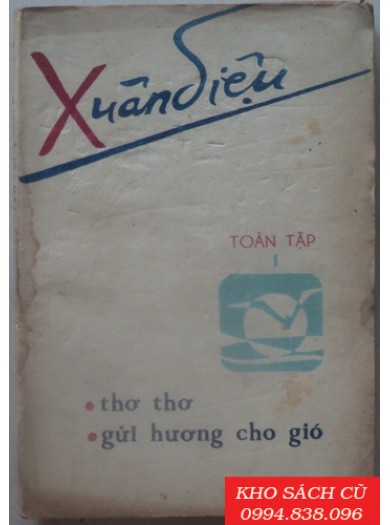 Xuân Diệu
TOÀN TẬP
I
• thơ thơ
• gửi hương cho gió
KHO SÁCH CŨ
0994.838.096